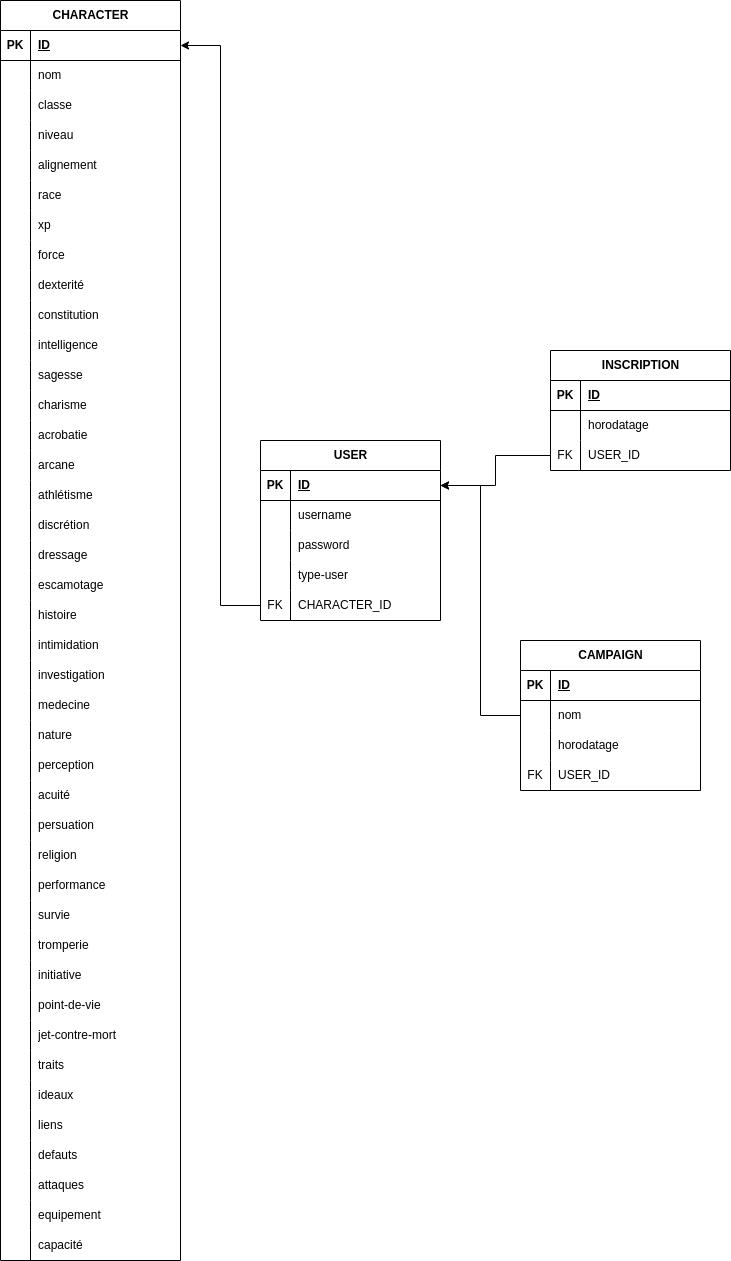 CHARACTER
PK ID
nom
classe
niveau
alignement
race
xp
force
dexterité
constitution
intelligence
sagesse
charisme
acrobatie
arcane
athlétisme
discrétion
dressage
escamotage
histoire
intimidation
investigation
medecine
nature
perception
acuité
persuation
religion
performance
survie
tromperie
initiative
point-de-vie
jet-contre-mort
traits
ideaux
liens
defauts
attaques
equipement
capacité
USER
PK ID
username
password
type-user
FK CHARACTER_ID
INSCRIPTION
PK ID
horodatage
FK USER_ID
CAMPAIGN
PK ID
nom
horodatage
FK USER_ID